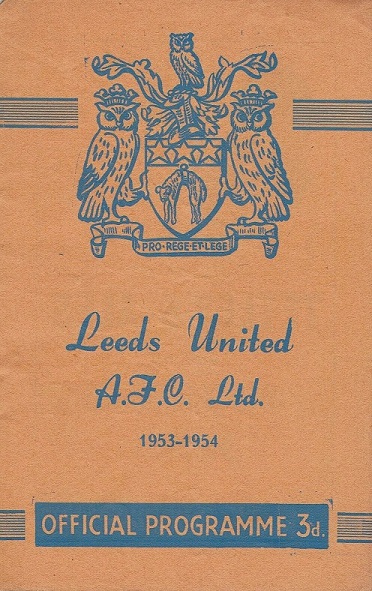 PRO·REGE·ET·LEGE
Leeds United
A.F.C. Ltd.
1953-1954
OFFICIAL PROGRAMME 3d.